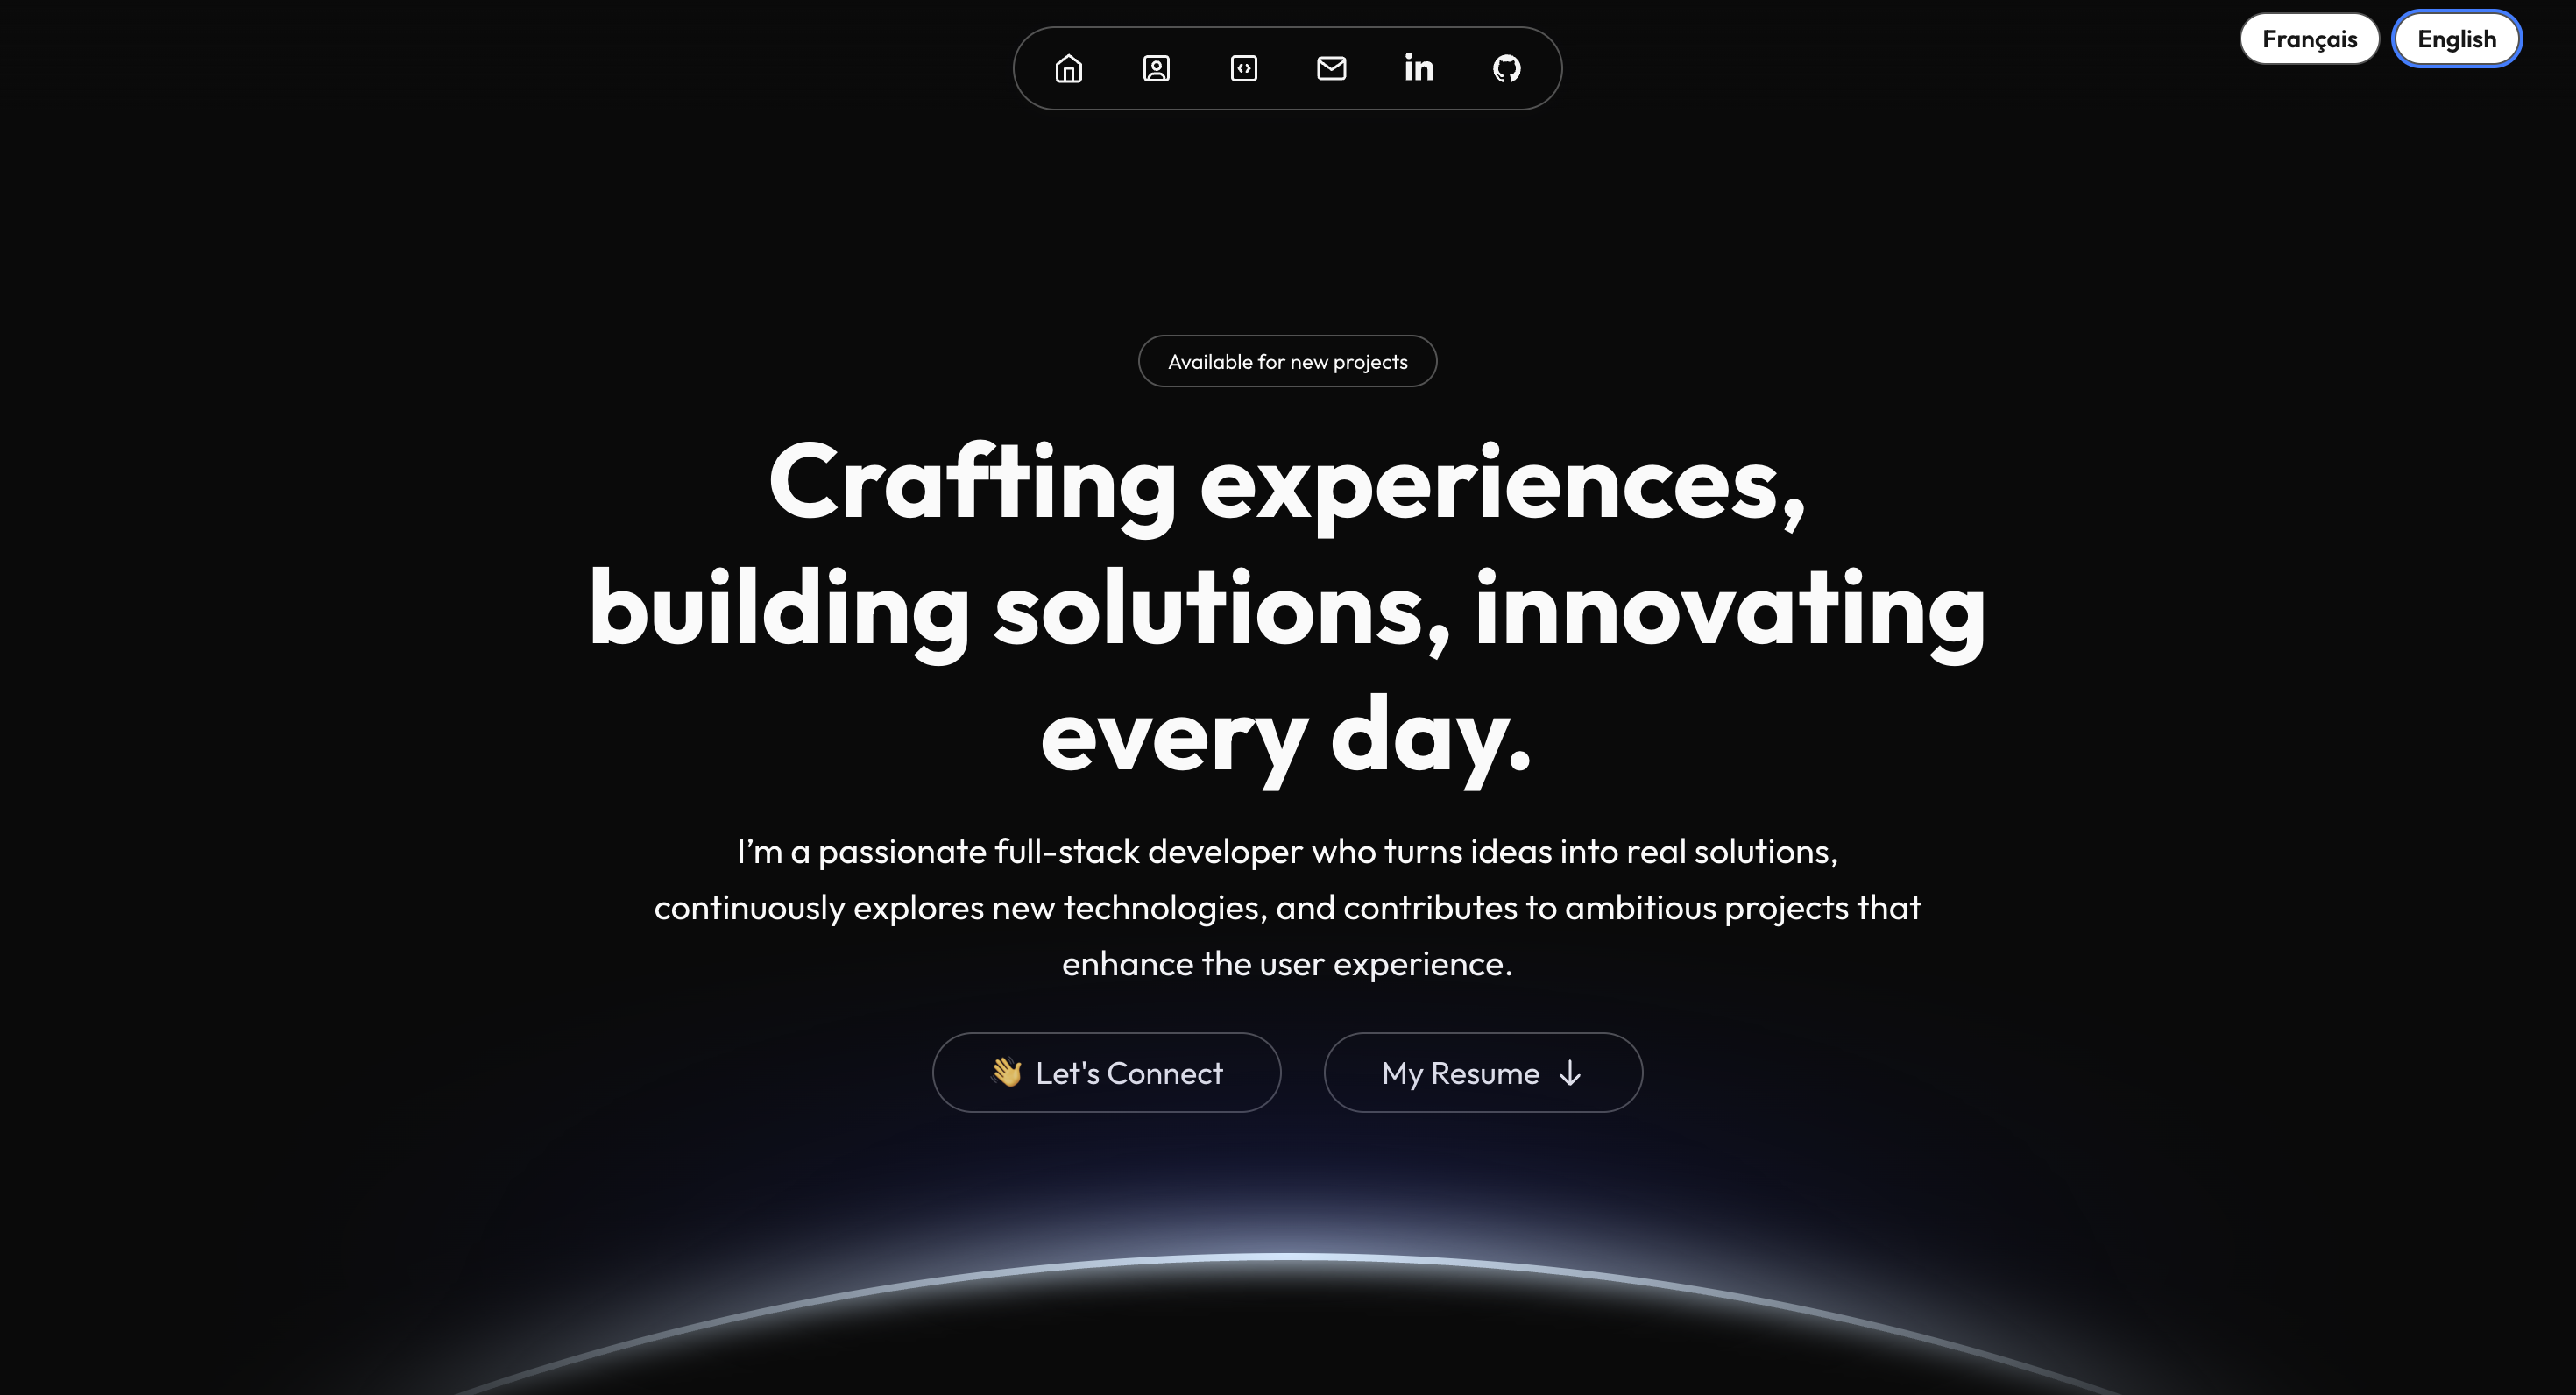 Français
English
in
Available for new projects
Crafting experiences,
building solutions, innovating
every day.
I’m a passionate full-stack developer who turns ideas into real solutions,
continuously explores new technologies, and contributes to ambitious projects that
enhance the user experience.
👋 Let's Connect
My Resume ↓